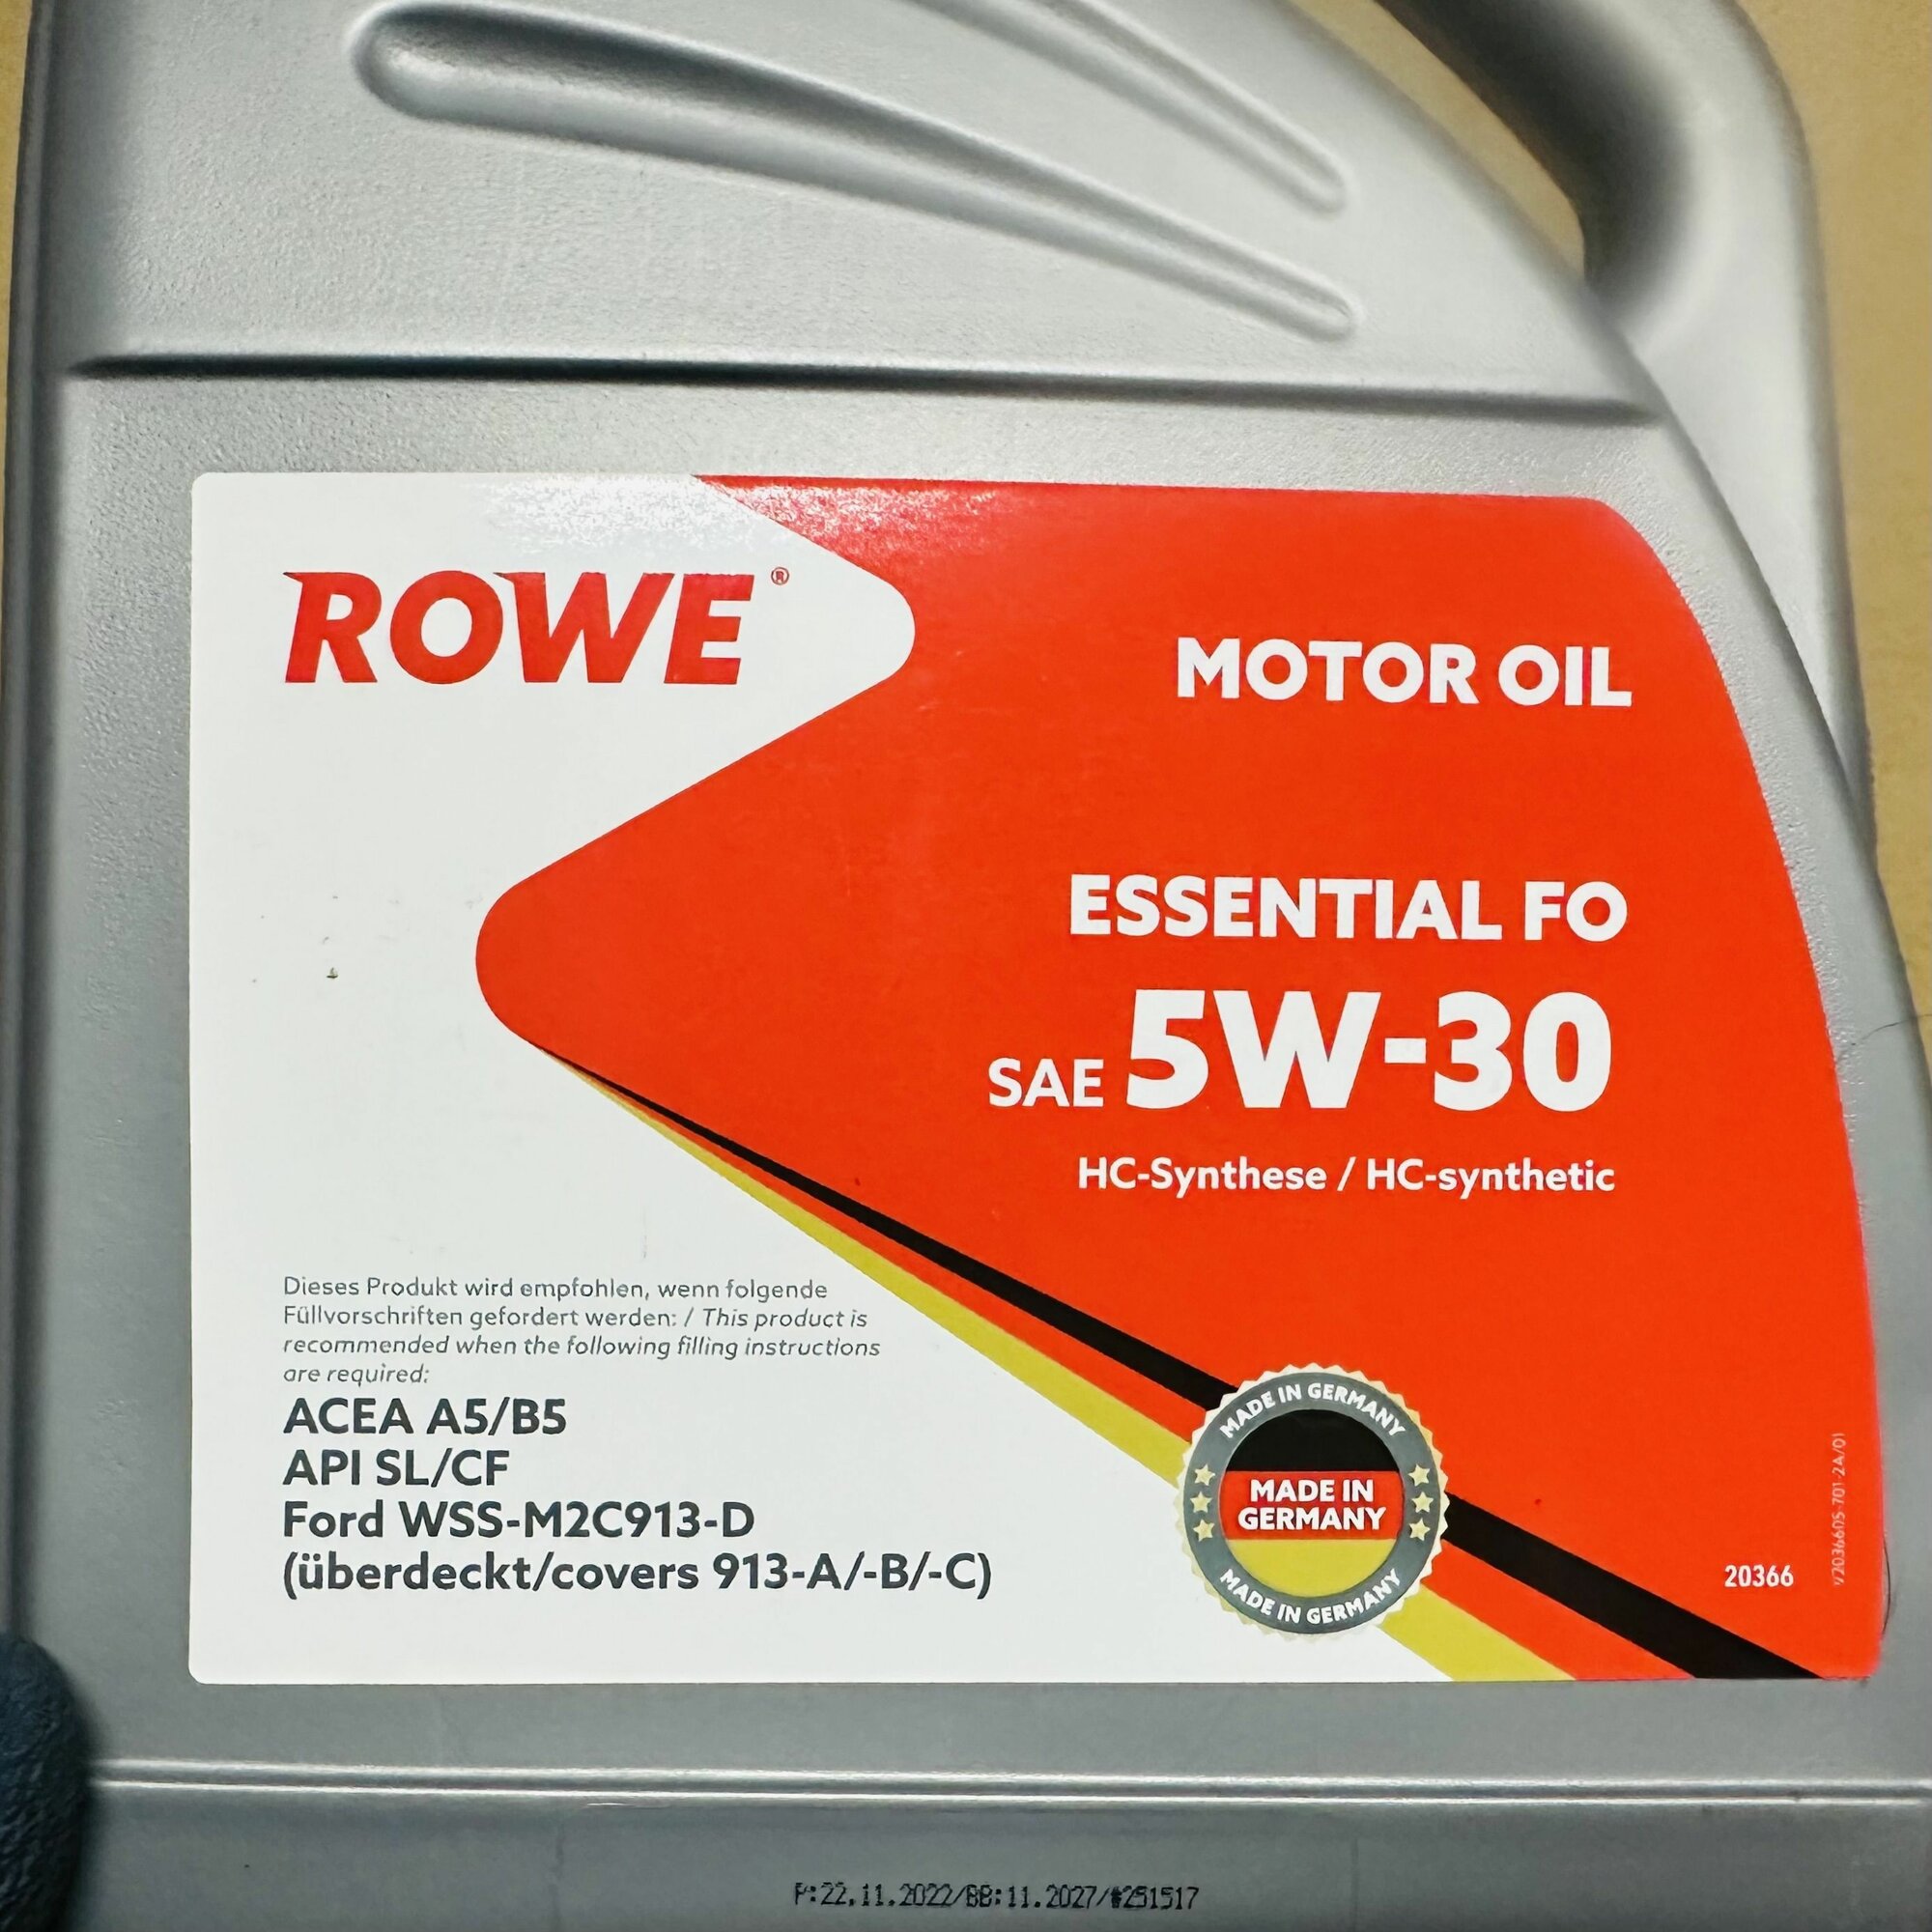 ROWE®
MOTOR OIL
ESSENTIAL FO
SAE 5W-30
HC-Synthese / HC-synthetic
Dieses Produkt wird empfohlen, wenn folgende
Füllvorschriften gefordert werden: / This product is
recommended when the following filling instructions
are required:
ACEA A5/B5
API SL/CF
Ford WSS-M2C913-D
(überdeckt/covers 913-A/-B/-C)
MADE IN GERMANY
MADE IN
GERMANY
MADE IN GERMANY
20366
P:22.11.2022/BB:11.2027/#251517